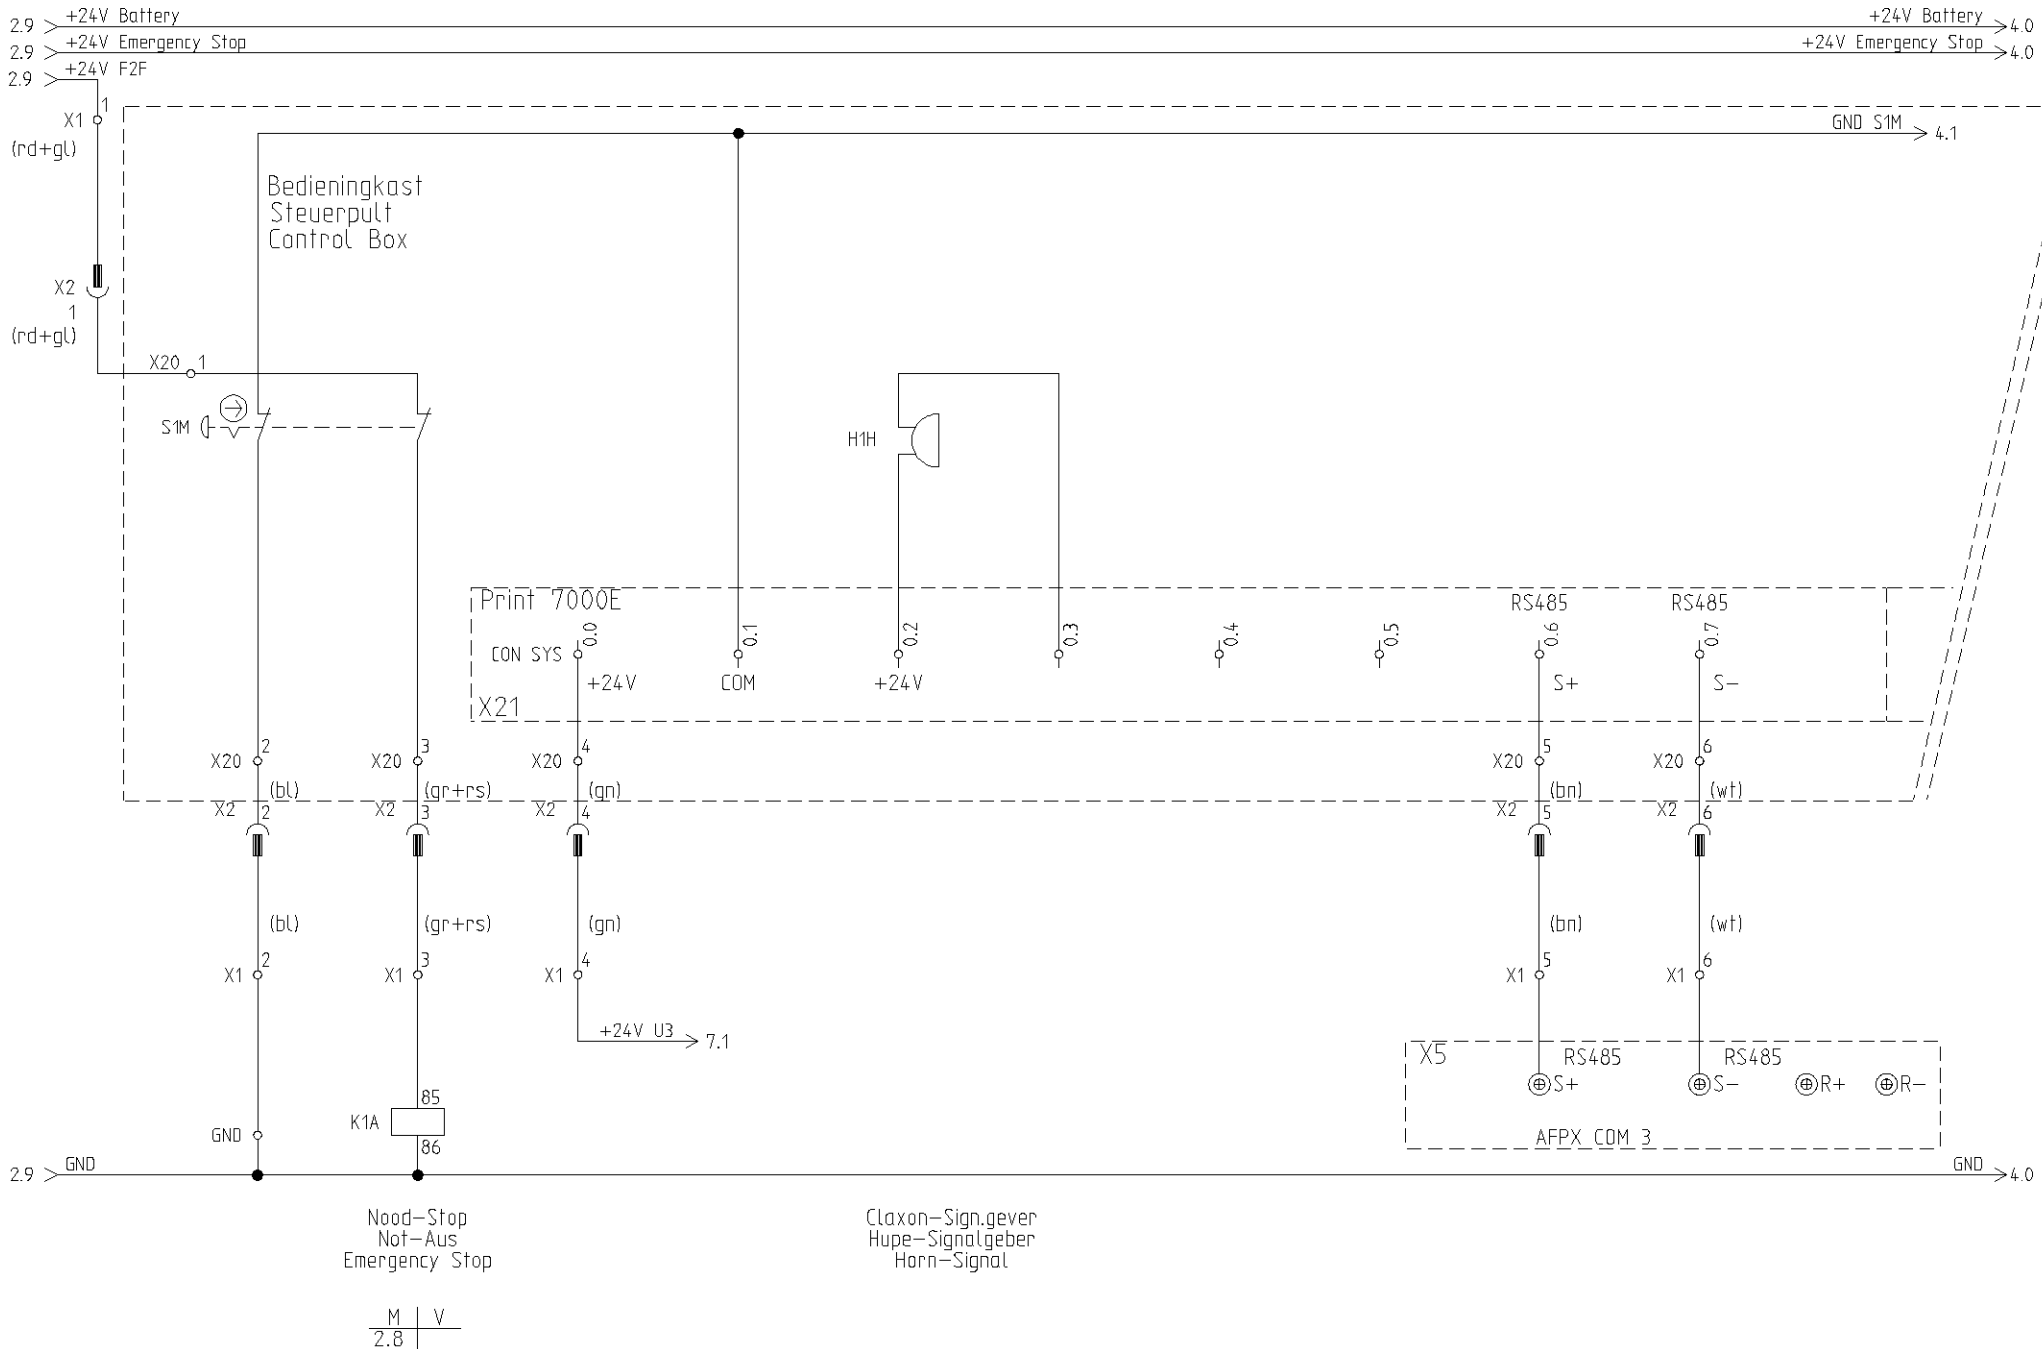 +24V Battery
+24V Battery
2.9
4.0
+24V Emergency Stop
+24V Emergency Stop
2.9
4.0
+24V F2F
2.9
1
X1
GND S1M
4.1
(rd+gl)
Bedieningkast
Steuerpult
Control Box
X2
1
(rd+gl)
X20
1
S1M
H1H
Print 7000E
RS485
RS485
0.0
0.1
0.2
0.3
0.4
0.5
0.6
0.7
CON SYS
+24V
COM
+24V
S+
S-
X21
2
3
4
5
6
X20
X20
X20
X20
X20
(bl)
(gr+rs)
(gn)
(bn)
(wt)
X2
2
X2
3
X2
4
X2
5
X2
6
(bl)
(gr+rs)
(gn)
(bn)
(wt)
2
3
4
5
6
X1
X1
X1
X1
X1
+24V U3
7.1
X5
RS485
RS485
S+
S-
R+
R-
85
K1A
86
GND
AFPX COM 3
GND
GND
2.9
4.0
Nood-Stop
Not-Aus
Emergency Stop
Claxon-Sign.gever
Hupe-Signalgeber
Horn-Signal
M
V
2.8